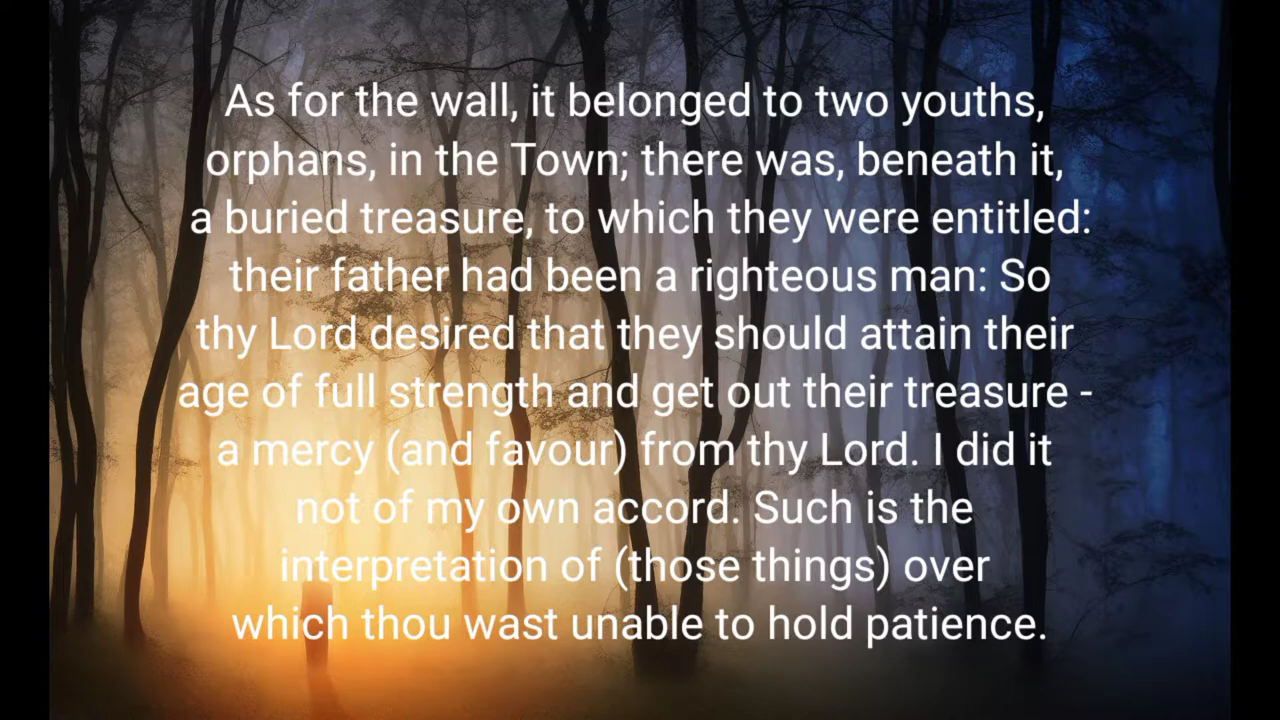 As for the wall, it belonged to two youths,
orphans, in the Town; there was, beneath it,
a buried treasure, to which they were entitled:
their father had been a righteous man: So
thy Lord desired that they should attain their
age of full strength and get out their treasure -
a mercy (and favour) from thy Lord. I did it
not of my own accord. Such is the
interpretation of (those things) over
which thou wast unable to hold patience.